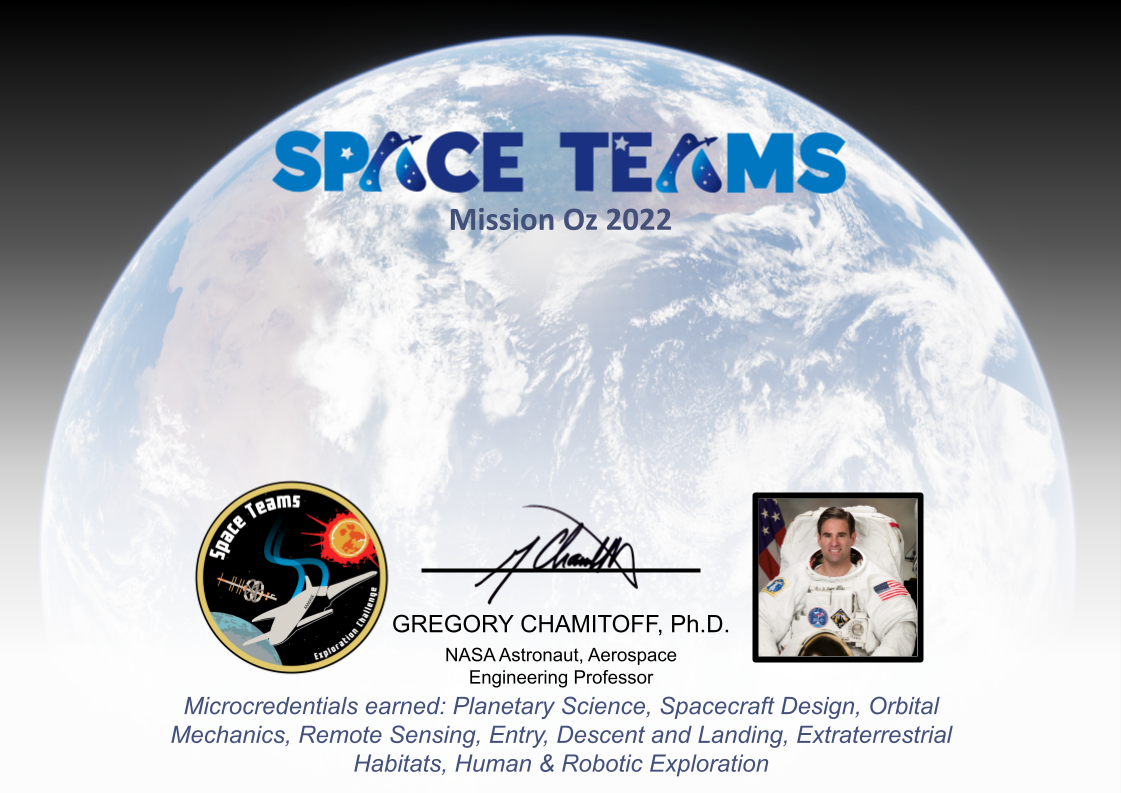 SPACE TEAMS
Mission Oz 2022
Space Teams
Exploration Challenge
GREGORY CHAMITOFF, Ph.D.
NASA Astronaut, Aerospace
Engineering Professor
Microcredentials earned: Planetary Science, Spacecraft Design, Orbital
Mechanics, Remote Sensing, Entry, Descent and Landing, Extraterrestrial
Habitats, Human & Robotic Exploration